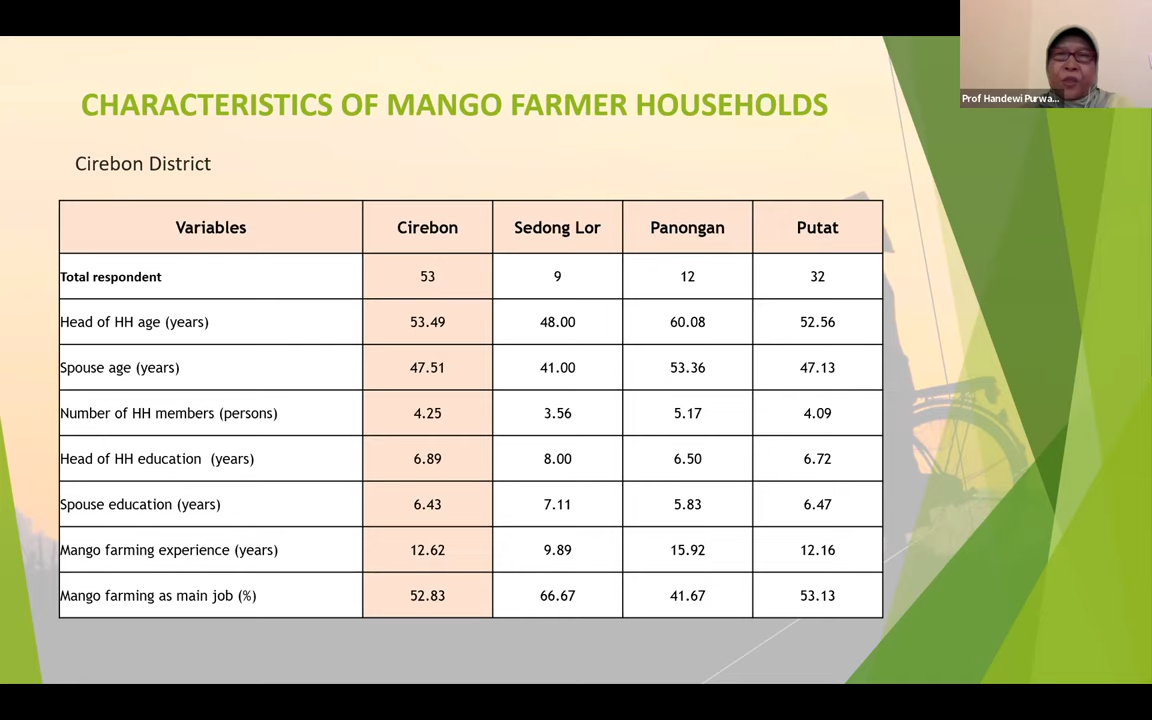 Prof Handewi Purwa...
CHARACTERISTICS OF MANGO FARMER HOUSEHOLDS
Cirebon District
Variables Cirebon Sedong Lor Panongan Putat
Total respondent 53 9 12 32
Head of HH age (years) 53.49 48.00 60.08 52.56
Spouse age (years) 47.51 41.00 53.36 47.13
Number of HH members (persons) 4.25 3.56 5.17 4.09
Head of HH education (years) 6.89 8.00 6.50 6.72
Spouse education (years) 6.43 7.11 5.83 6.47
Mango farming experience (years) 12.62 9.89 15.92 12.16
Mango farming as main job (%) 52.83 66.67 41.67 53.13